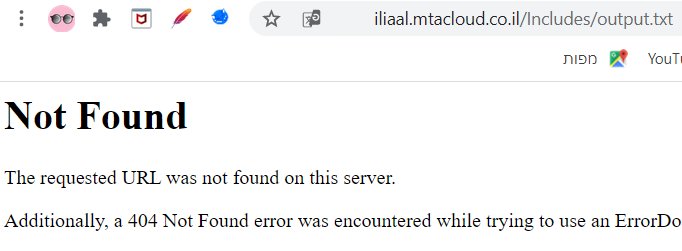 iliaal.mtacloud.co.il/Includes/output.txt
מפות YouTu
Not Found
The requested URL was not found on this server.
Additionally, a 404 Not Found error was encountered while trying to use an ErrorDo